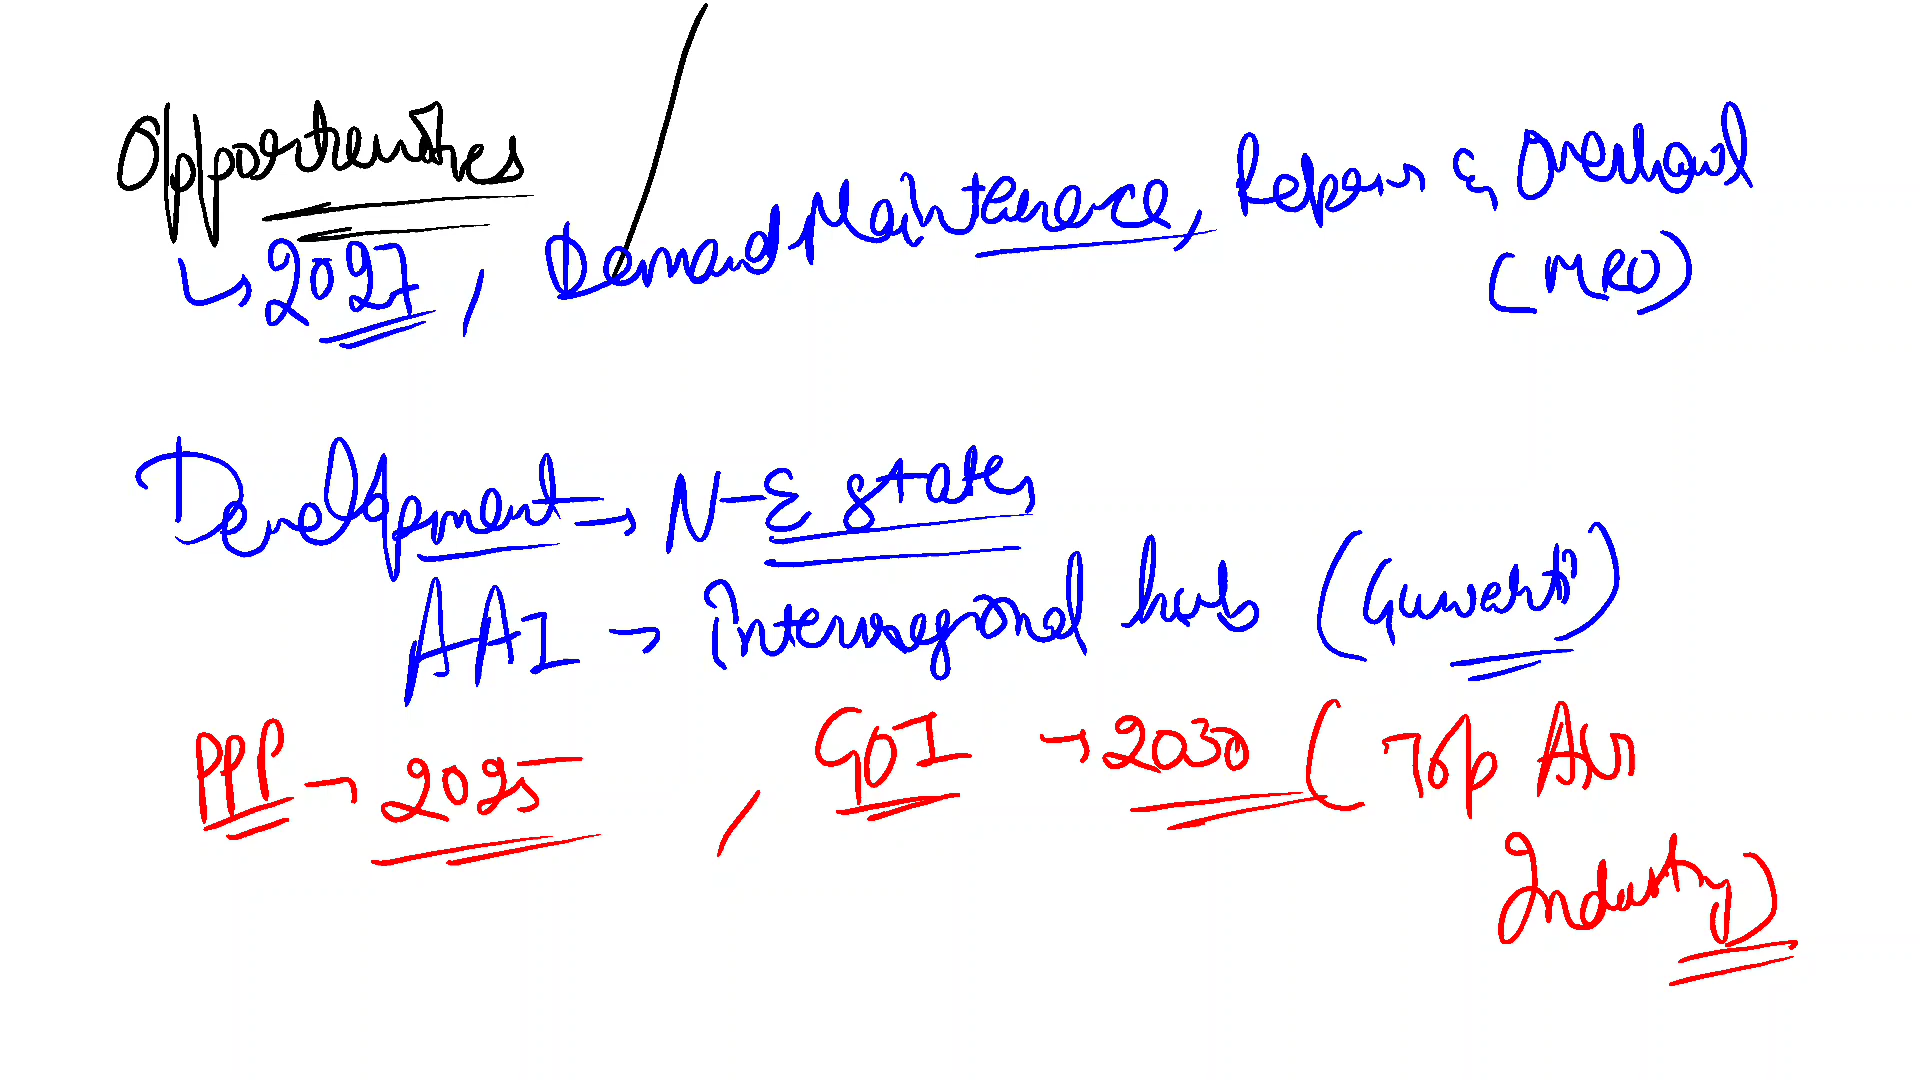 Opportunities
↳ 2027, Demand Maintenance, Repair & Overhaul
(MRO)
Development → N-E states
AAI → interregional hub (Guwahati)
PPP → 2025, GOI → 2030 (Top Avi
Industry)